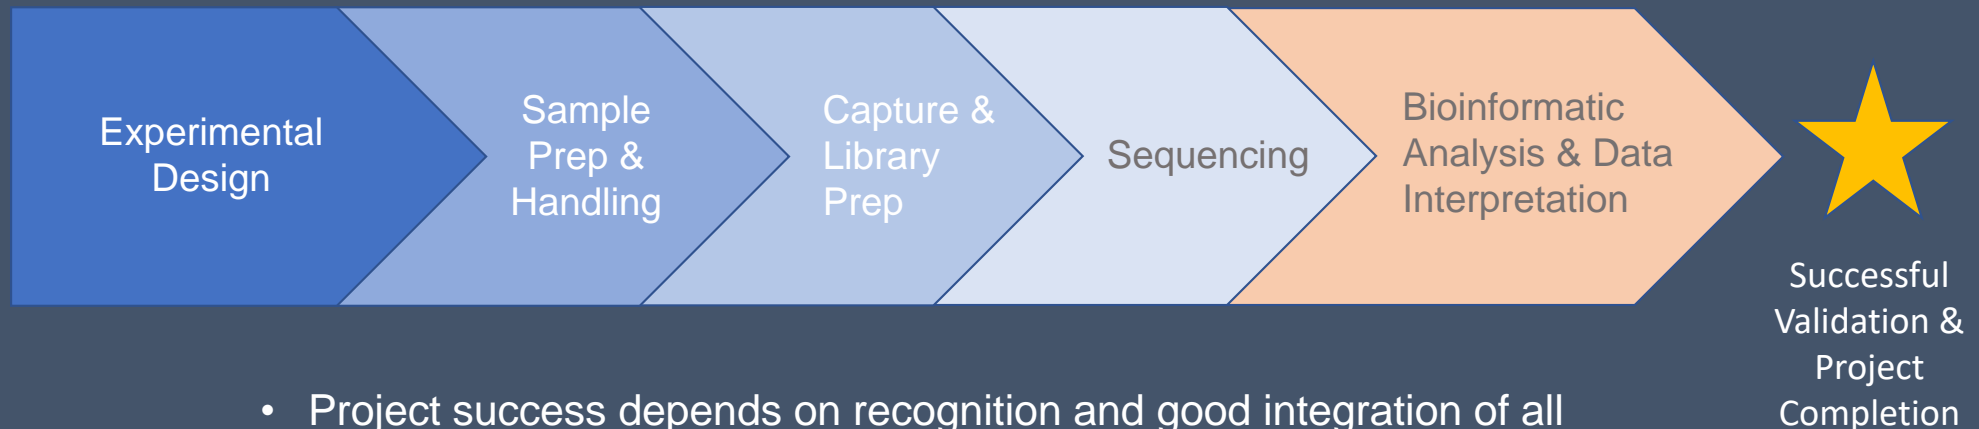 Experimental
Design
Sample
Prep &
Handling
Capture &
Library
Prep
Sequencing
Bioinformatic
Analysis & Data
Interpretation
Successful
Validation &
Project
Completion
• Project success depends on recognition and good integration of all